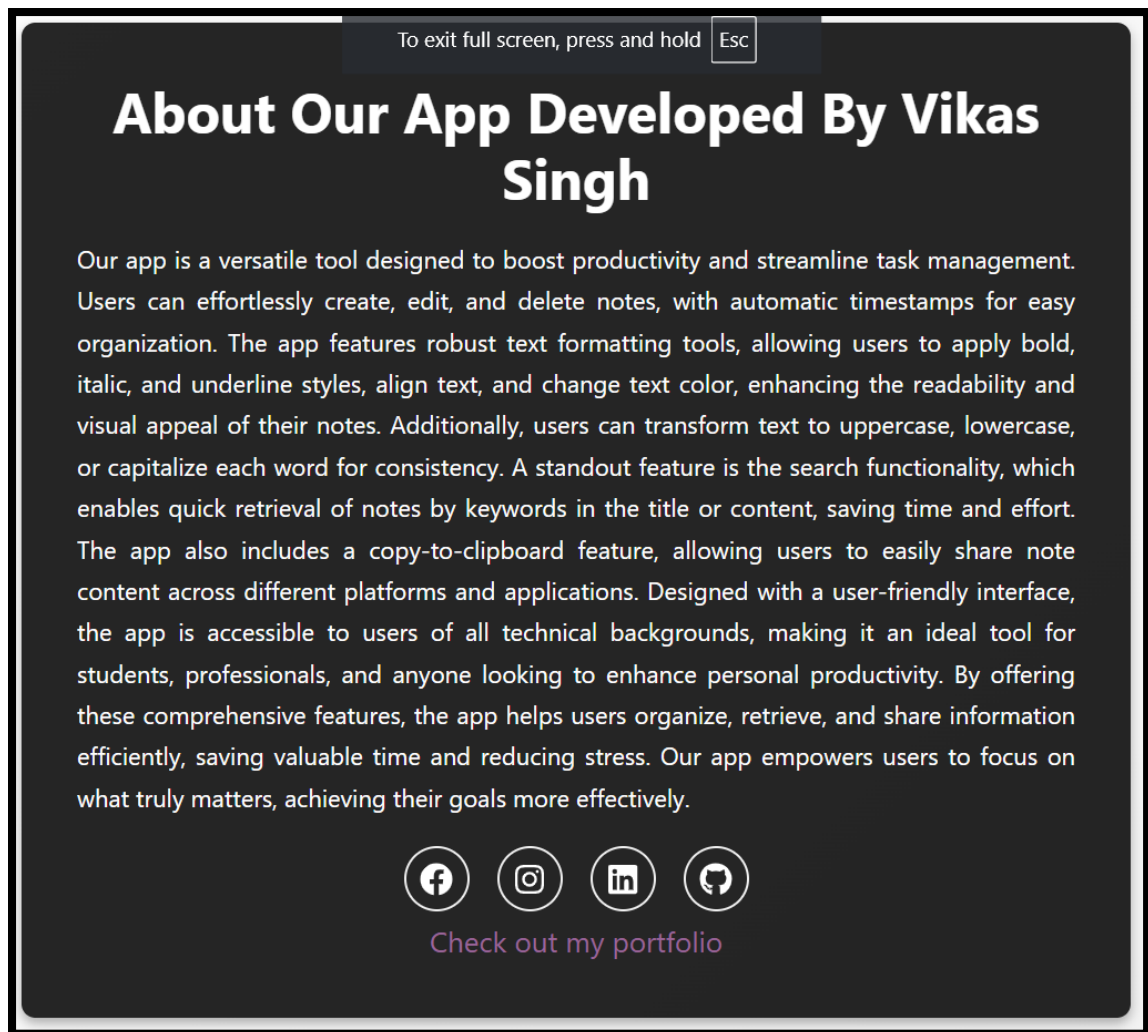 To exit full screen, press and hold Esc
About Our App Developed By Vikas
Singh
Our app is a versatile tool designed to boost productivity and streamline task management.
Users can effortlessly create, edit, and delete notes, with automatic timestamps for easy
organization. The app features robust text formatting tools, allowing users to apply bold,
italic, and underline styles, align text, and change text color, enhancing the readability and
visual appeal of their notes. Additionally, users can transform text to uppercase, lowercase,
or capitalize each word for consistency. A standout feature is the search functionality, which
enables quick retrieval of notes by keywords in the title or content, saving time and effort.
The app also includes a copy-to-clipboard feature, allowing users to easily share note
content across different platforms and applications. Designed with a user-friendly interface,
the app is accessible to users of all technical backgrounds, making it an ideal tool for
students, professionals, and anyone looking to enhance personal productivity. By offering
these comprehensive features, the app helps users organize, retrieve, and share information
efficiently, saving valuable time and reducing stress. Our app empowers users to focus on
what truly matters, achieving their goals more effectively.
Check out my portfolio